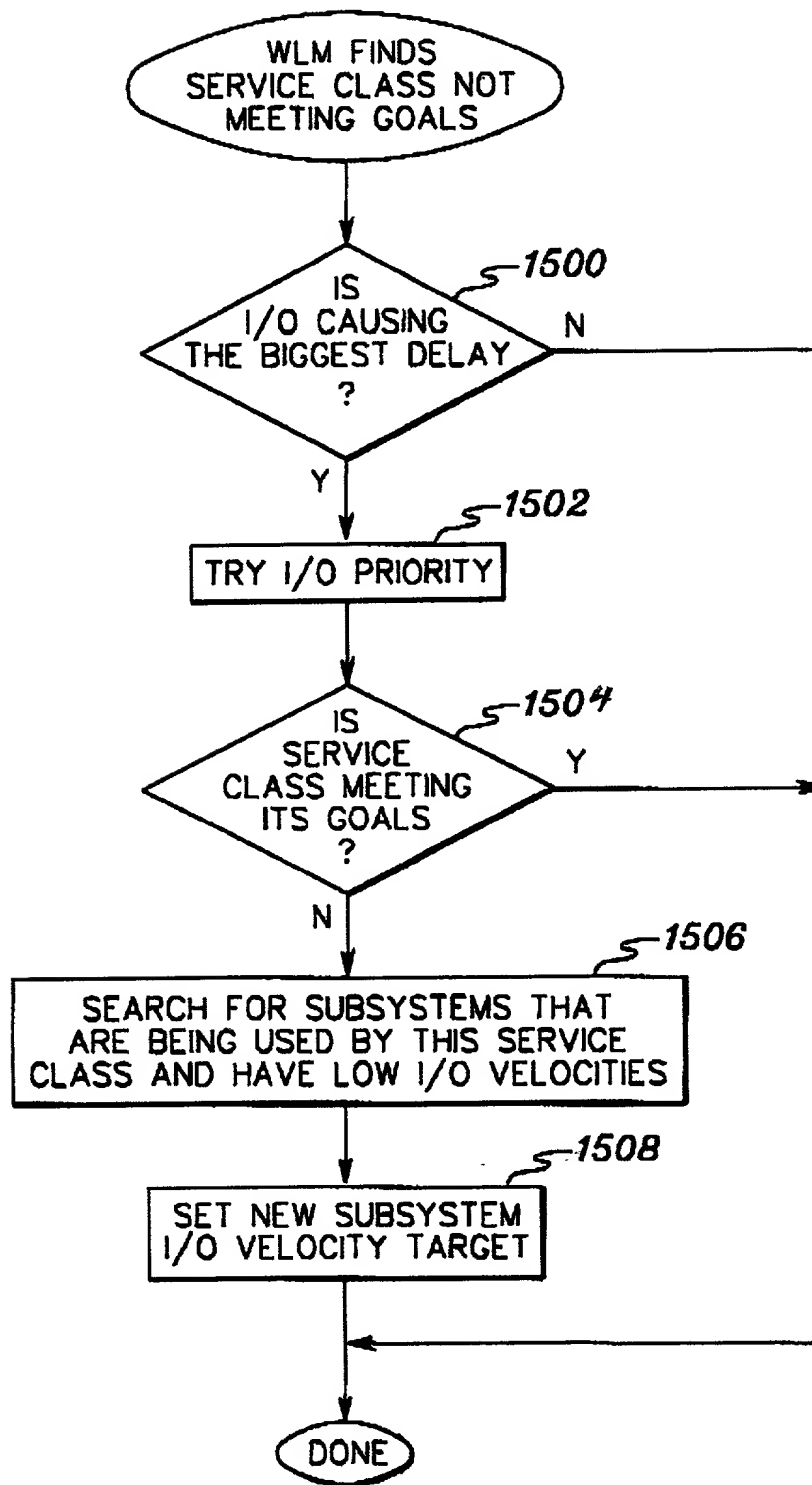 WLM FINDS
SERVICE CLASS NOT
MEETING GOALS
1500
IS
I/O CAUSING
THE BIGGEST DELAY
?
N
Y
1502
TRY I/O PRIORITY
1504
IS
SERVICE
CLASS MEETING
ITS GOALS
?
Y
N
1506
SEARCH FOR SUBSYSTEMS THAT
ARE BEING USED BY THIS SERVICE
CLASS AND HAVE LOW I/O VELOCITIES
1508
SET NEW SUBSYSTEM
I/O VELOCITY TARGET
DONE